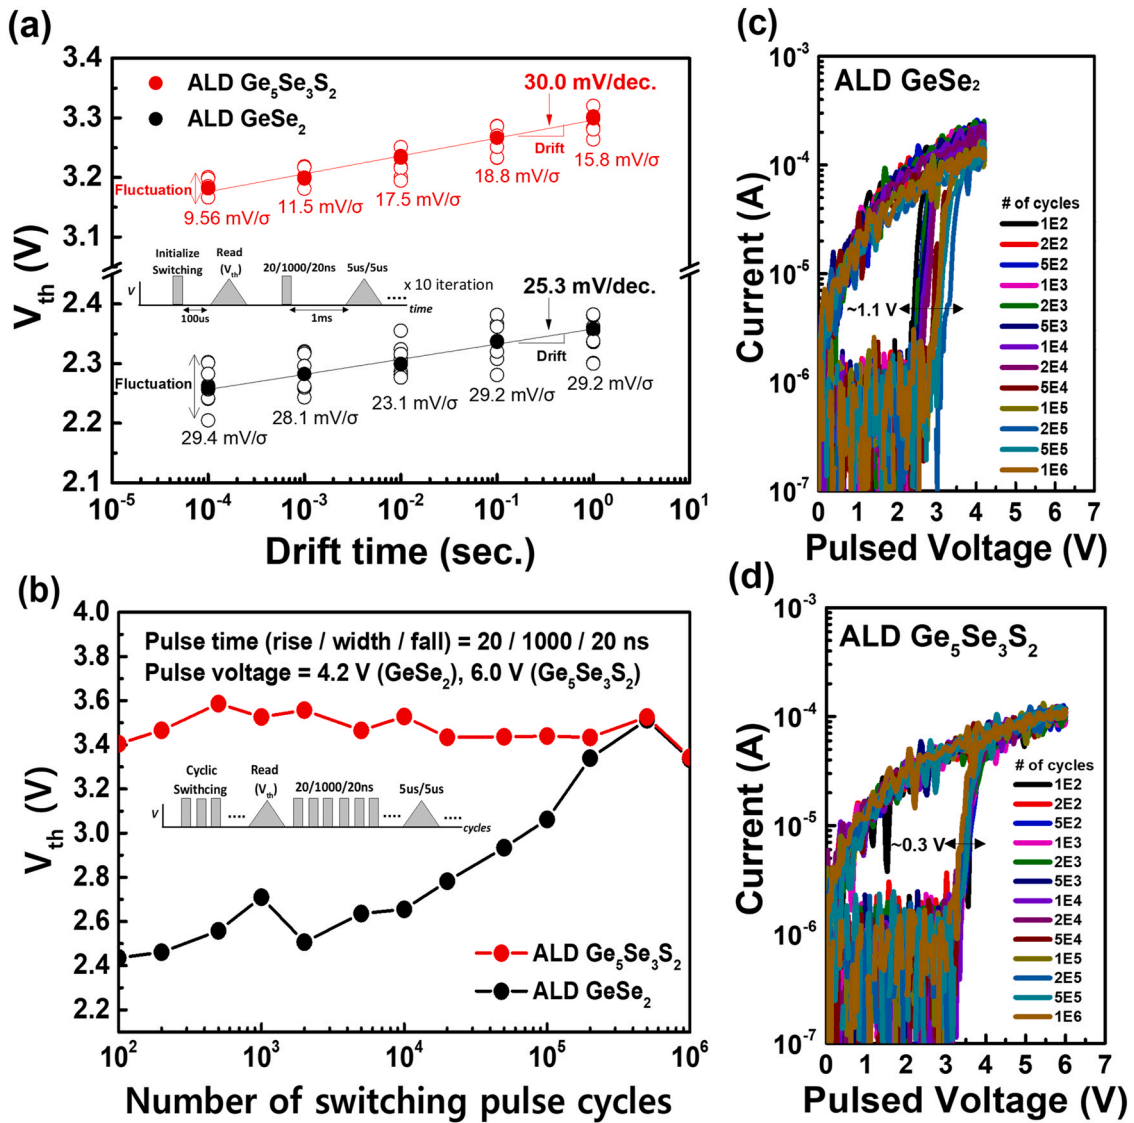 (a)
3.4
3.3
3.2
3.1
2.4
2.3
2.2
2.1
V_th (V)
ALD Ge₅Se₃S₂
ALD GeSe₂
30.0 mV/dec.
Drift
Fluctuation
9.56 mV/σ
11.5 mV/σ
17.5 mV/σ
18.8 mV/σ
15.8 mV/σ
Initialize
Switching
Read
(V_th)
20/1000/20ns
5us/5us
x 10 iteration
V
time
100us
1ms
25.3 mV/dec.
Drift
Fluctuation
29.4 mV/σ
28.1 mV/σ
23.1 mV/σ
29.2 mV/σ
29.2 mV/σ
10⁻⁵ 10⁻⁴ 10⁻³ 10⁻² 10⁻¹ 10⁰ 10¹
Drift time (sec.)
(c)
10⁻³
10⁻⁴
10⁻⁵
10⁻⁶
10⁻⁷
Current (A)
ALD GeSe₂
~1.1 V
# of cycles
1E2
2E2
5E2
1E3
2E3
5E3
1E4
2E4
5E4
1E5
2E5
5E5
1E6
0 1 2 3 4 5 6 7
Pulsed Voltage (V)
(b)
4.0
3.8
3.6
3.4
3.2
3.0
2.8
2.6
2.4
2.2
V_th (V)
Pulse time (rise / width / fall) = 20 / 1000 / 20 ns
Pulse voltage = 4.2 V (GeSe₂), 6.0 V (Ge₅Se₃S₂)
Cyclic
Swithcing
Read
(V_th)
20/1000/20ns
5us/5us
V
cycles
ALD Ge₅Se₃S₂
ALD GeSe₂
10² 10³ 10⁴ 10⁵ 10⁶
Number of switching pulse cycles
(d)
10⁻³
10⁻⁴
10⁻⁵
10⁻⁶
10⁻⁷
Current (A)
ALD Ge₅Se₃S₂
~0.3 V
# of cycles
1E2
2E2
5E2
1E3
2E3
5E3
1E4
2E4
5E4
1E5
2E5
5E5
1E6
0 1 2 3 4 5 6 7
Pulsed Voltage (V)